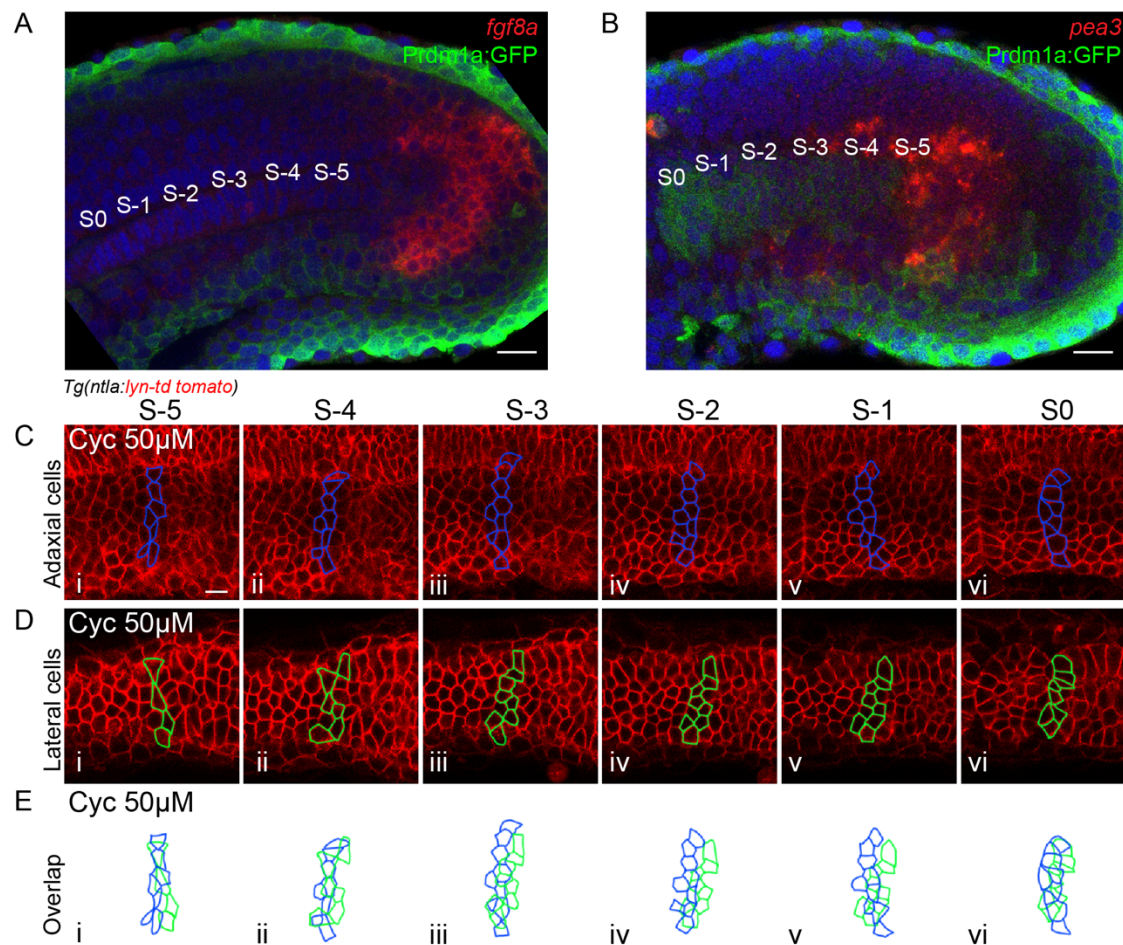 A
fgf8a
Prdm1a:GFP
S0 S-1 S-2 S-3 S-4 S-5
B
pea3
Prdm1a:GFP
S0 S-1 S-2 S-3 S-4 S-5
Tg(ntla:lyn-td tomato)
S-5 S-4 S-3 S-2 S-1 S0
C Cyc 50µM
Adaxial cells
i ii iii iv v vi
D Cyc 50µM
Lateral cells
i ii iii iv v vi
E Cyc 50µM
Overlap
i ii iii iv v vi